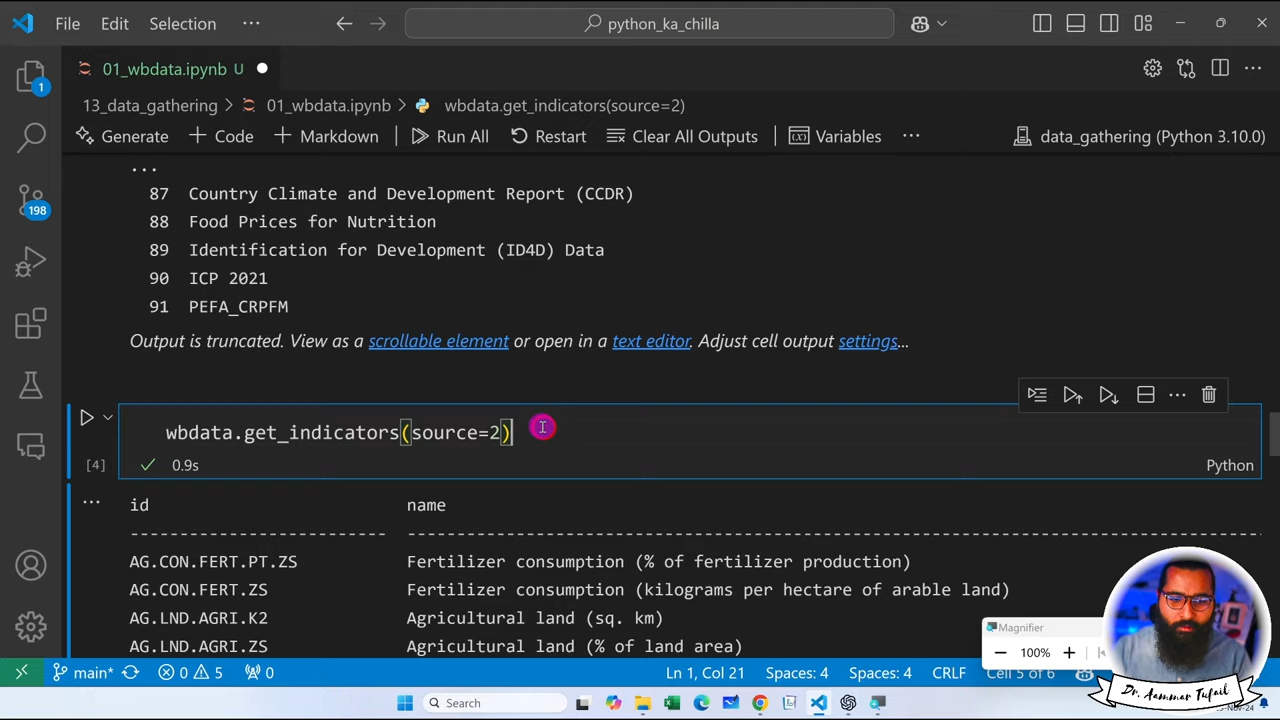 File Edit Selection ··· python_ka_chilla
01_wbdata.ipynb U
13_data_gathering > 01_wbdata.ipynb > wbdata.get_indicators(source=2)
Generate + Code + Markdown Run All Restart Clear All Outputs Variables ··· data_gathering (Python 3.10.0)
...
87 Country Climate and Development Report (CCDR)
88 Food Prices for Nutrition
89 Identification for Development (ID4D) Data
90 ICP 2021
91 PEFA_CRPFM
Output is truncated. View as a scrollable element or open in a text editor. Adjust cell output settings...
wbdata.get_indicators(source=2)
[4] 0.9s Python
id name
------------------------- --------------------------------------------------------------------------------
AG.CON.FERT.PT.ZS Fertilizer consumption (% of fertilizer production)
AG.CON.FERT.ZS Fertilizer consumption (kilograms per hectare of arable land)
AG.LND.AGRI.K2 Agricultural land (sq. km)
AG.LND.AGRI.ZS Agricultural land (% of land area)
1
198
Magnifier
100%
main* 0 5 0 Ln 1, Col 21 Spaces: 4 Spaces: 4 CRLF Cell 5 of 6
Search
Dr. Aammar Tufail